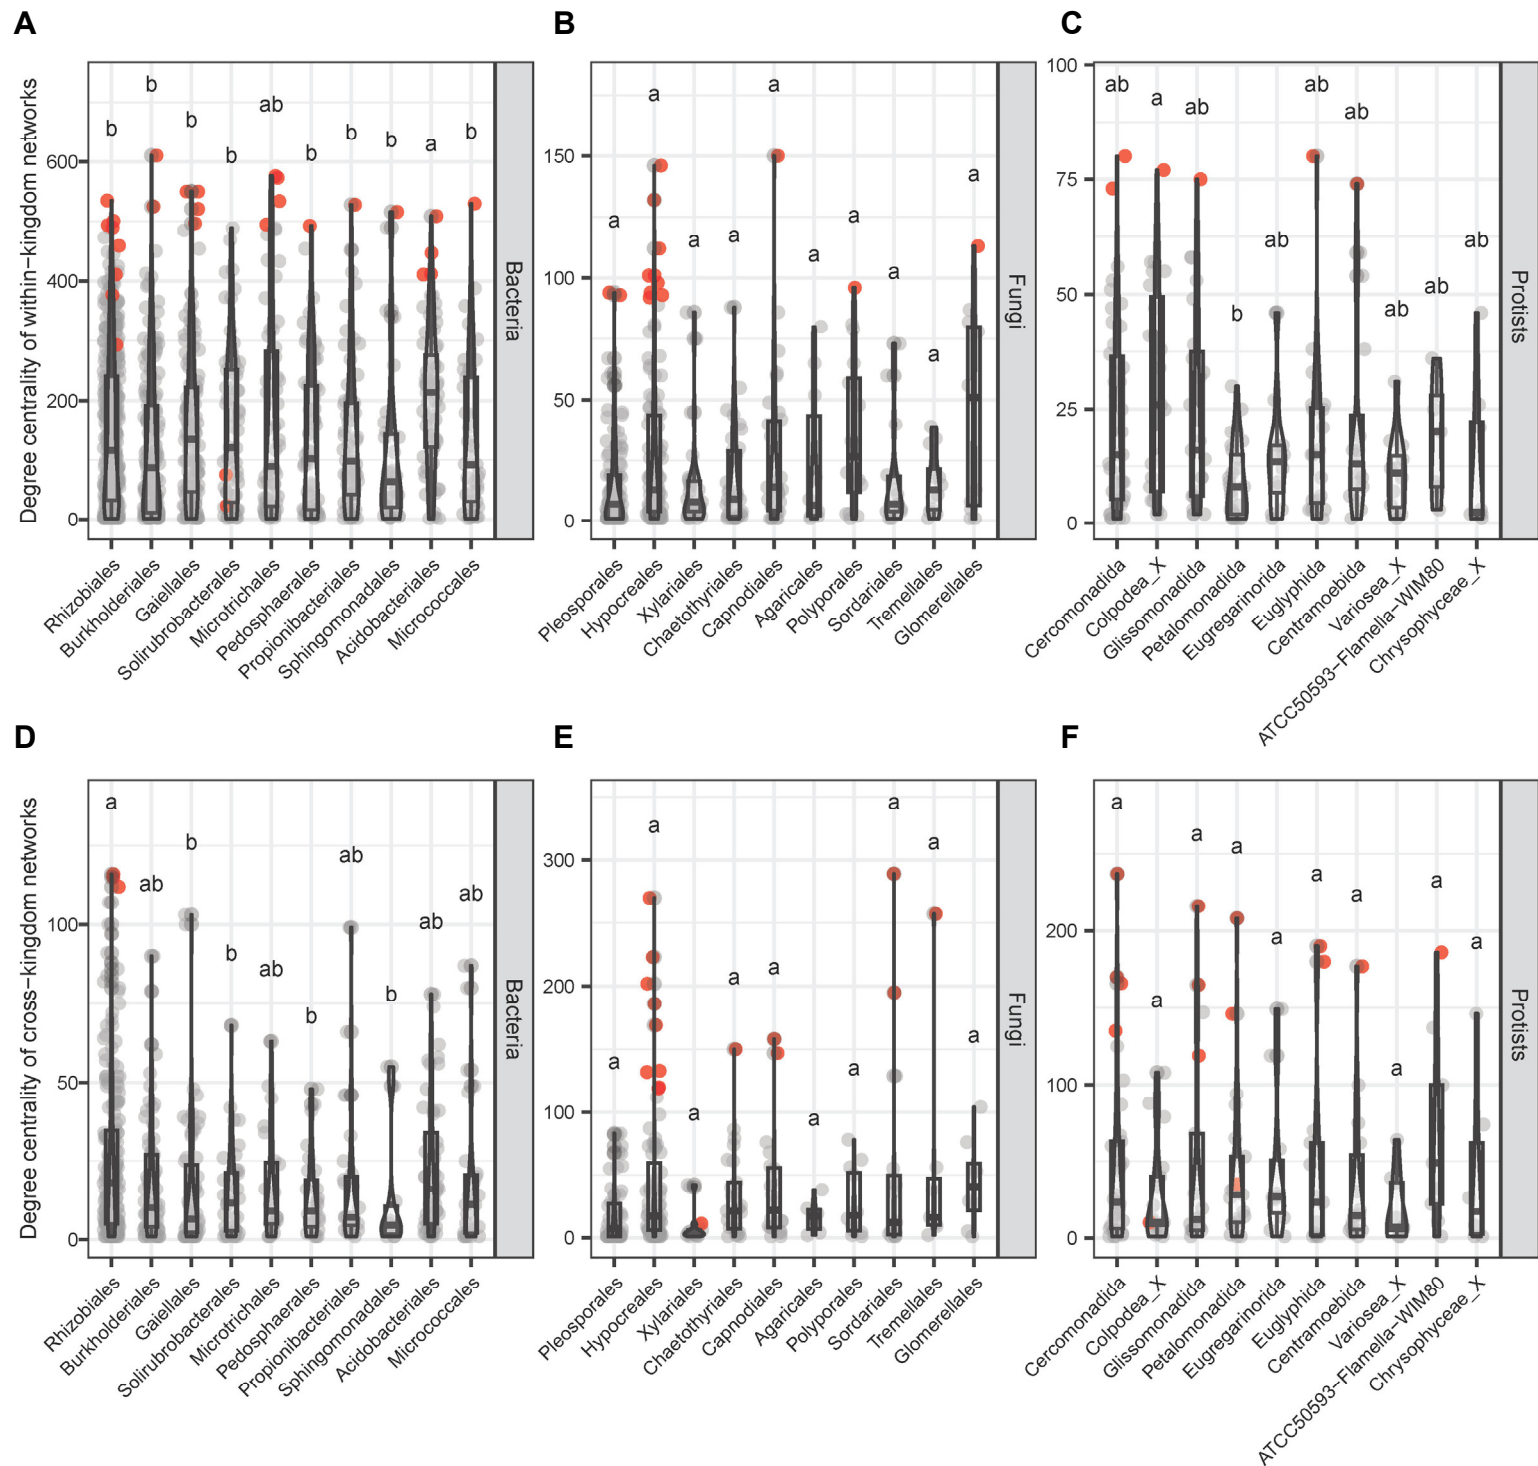 A
B
C
Degree centrality of within−kingdom networks
600
400
200
0
b
b
b
b
ab
b
b
b
a
b
Bacteria
Rhizobiales
Burkholderiales
Gaiellales
Solirubrobacterales
Microtrichales
Pedosphaerales
Propionibacteriales
Sphingomonadales
Acidobacteriales
Micrococcales
150
100
50
0
a
a
a
a
a
a
a
a
a
a
Fungi
Pleosporales
Hypocreales
Xylariales
Chaetothyriales
Capnodiales
Agaricales
Polyporales
Sordariales
Tremellales
Glomerellales
100
75
50
25
0
ab
a
ab
b
ab
ab
ab
ab
ab
ab
Protists
Cercomonadida
Colpodea_X
Glissomonadida
Petalomonadida
Eugregarinorida
Euglyphida
Centramoebida
Variosea_X
ATCC50593−Flamella−WIM80
Chrysophyceae_X
D
E
F
Degree centrality of cross−kingdom networks
100
50
0
a
ab
b
b
ab
b
ab
b
ab
ab
Bacteria
Rhizobiales
Burkholderiales
Gaiellales
Solirubrobacterales
Microtrichales
Pedosphaerales
Propionibacteriales
Sphingomonadales
Acidobacteriales
Micrococcales
300
200
100
0
a
a
a
a
a
a
a
a
a
a
Fungi
Pleosporales
Hypocreales
Xylariales
Chaetothyriales
Capnodiales
Agaricales
Polyporales
Sordariales
Tremellales
Glomerellales
200
100
0
a
a
a
a
a
a
a
a
a
a
Protists
Cercomonadida
Colpodea_X
Glissomonadida
Petalomonadida
Eugregarinorida
Euglyphida
Centramoebida
Variosea_X
ATCC50593−Flamella−WIM80
Chrysophyceae_X